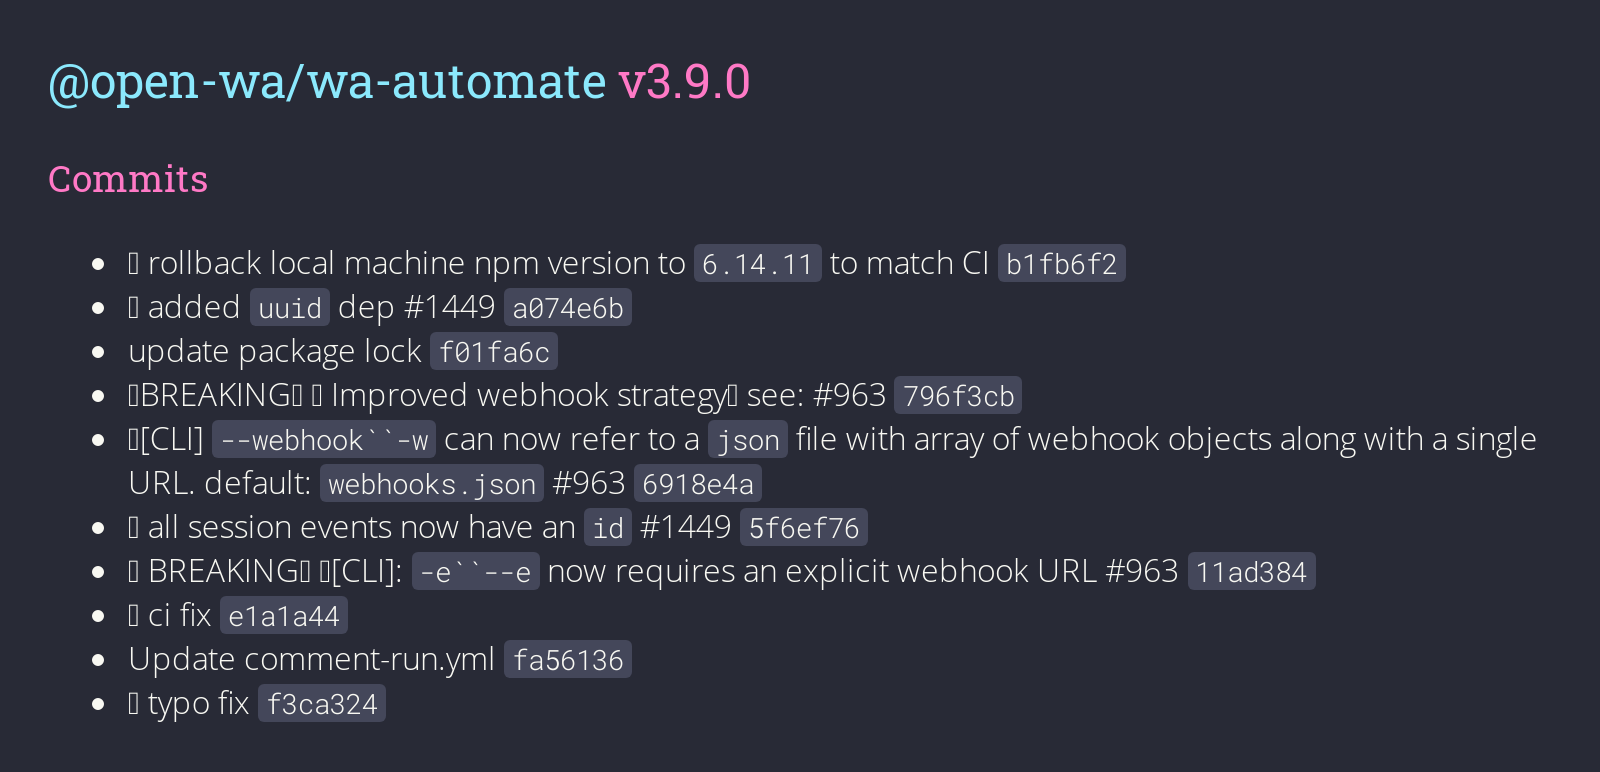 @open-wa/wa-automate v3.9.0
Commits
rollback local machine npm version to 6.14.11 to match CI b1fb6f2
added uuid dep #1449 a074e6b
update package lock f01fa6c
BREAKING Improved webhook strategy see: #963 796f3cb
[CLI] --webhook``-w can now refer to a json file with array of webhook objects along with a single
URL. default: webhooks.json #963 6918e4a
all session events now have an id #1449 5f6ef76
BREAKING [CLI]: -e``--e now requires an explicit webhook URL #963 11ad384
ci fix e1a1a44
Update comment-run.yml fa56136
typo fix f3ca324